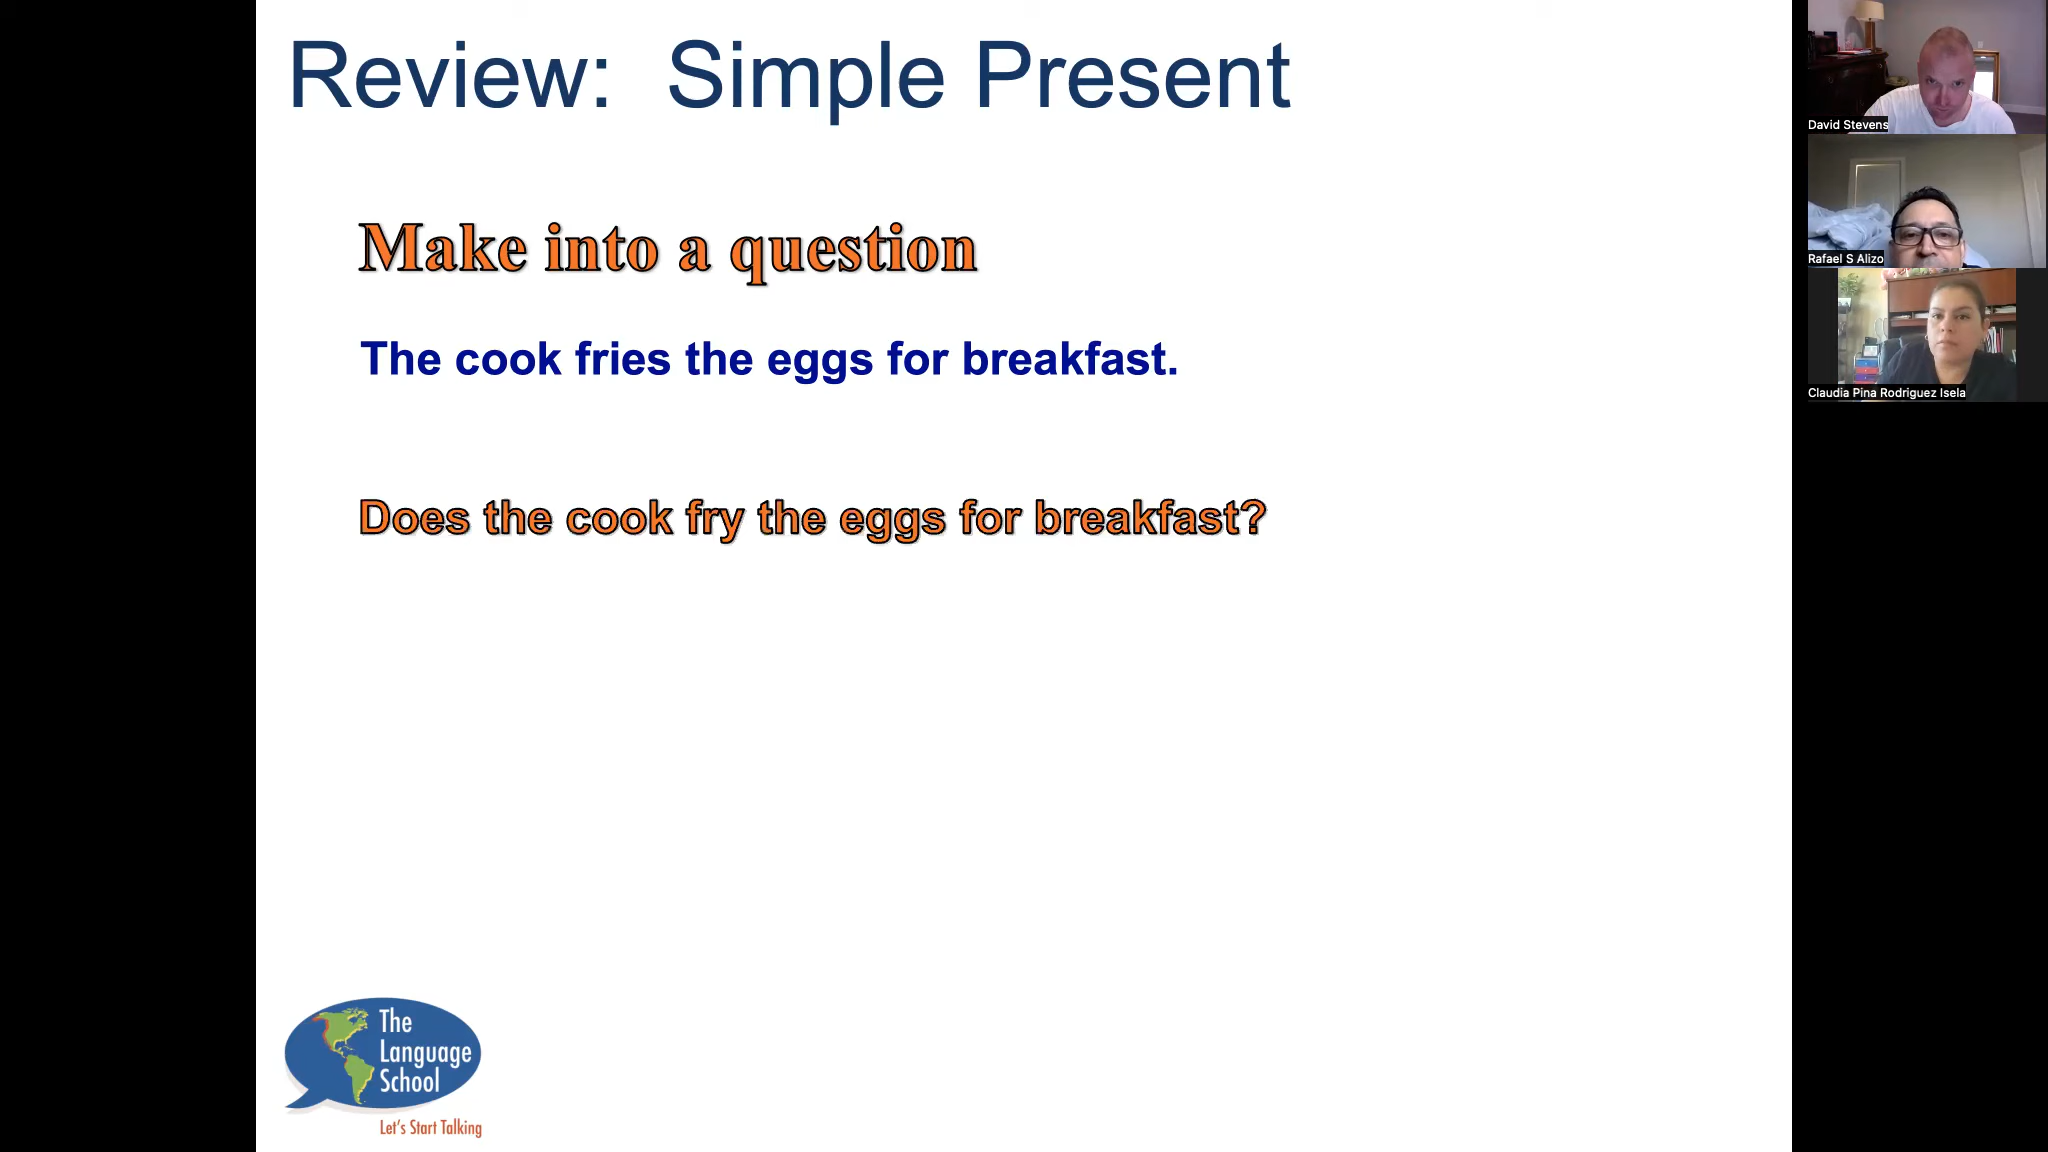 Review: Simple Present
Make into a question
The cook fries the eggs for breakfast.
Does the cook fry the eggs for breakfast?
The
Language
School
Let's Start Talking
David Stevens
Rafael S Alizo
Claudia Pina Rodriguez Isela